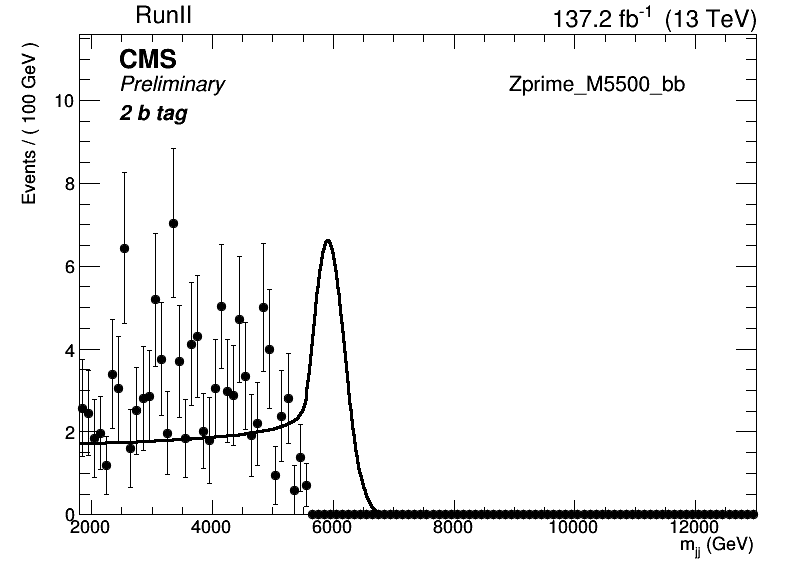 RunII
137.2 fb-1 (13 TeV)
CMS
Preliminary
2 b tag
Zprime_M5500_bb
Events / ( 100 GeV )
10
8
6
4
2
0
2000 4000 6000 8000 10000 12000
mjj (GeV)